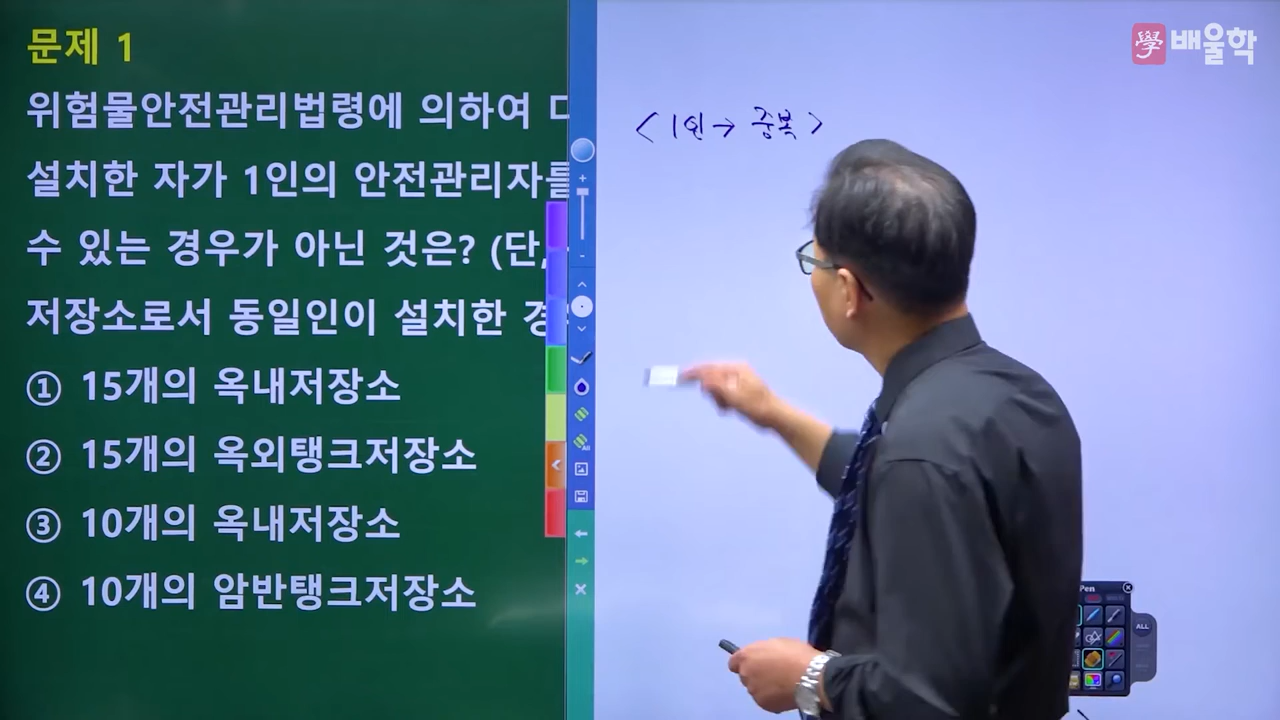 문제 1
위험물안전관리법령에 의하여 다
설치한 자가 1인의 안전관리자를
수 있는 경우가 아닌 것은? (단,
저장소로서 동일인이 설치한 경
① 15개의 옥내저장소
② 15개의 옥외탱크저장소
③ 10개의 옥내저장소
④ 10개의 암반탱크저장소
<1인→ 중복>
學 배울학
Pen
ALL